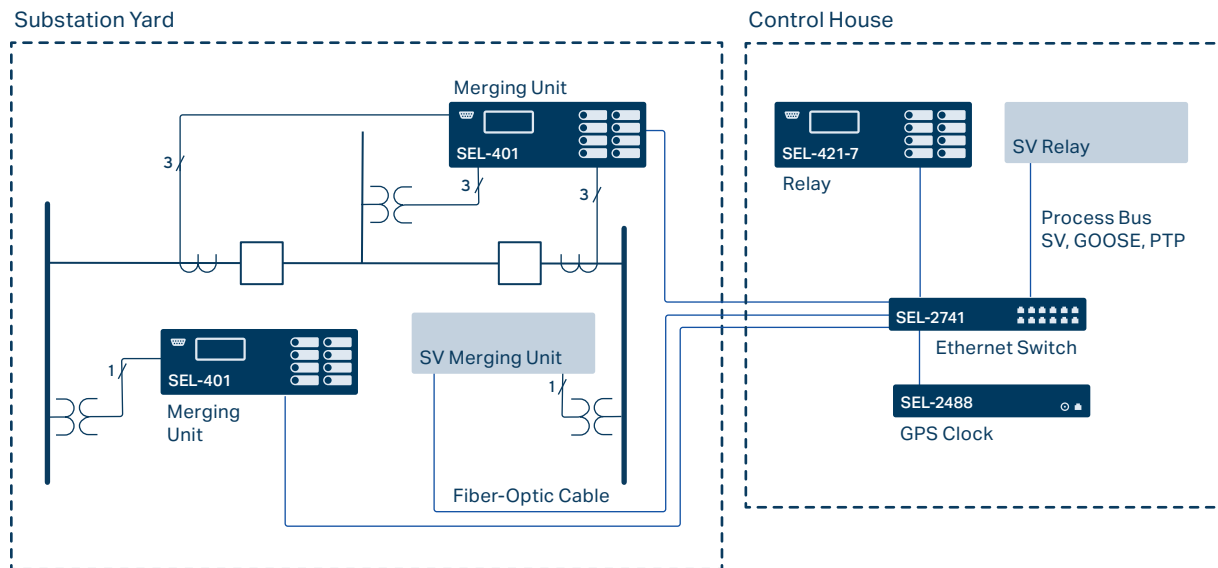 Substation Yard
Control House
Merging Unit
SEL-401
3
3
3
SEL-421-7
Relay
SV Relay
Process Bus
SV, GOOSE, PTP
SEL-2741
Ethernet Switch
SEL-2488
GPS Clock
SEL-401
Merging
Unit
1
SV Merging Unit
1
Fiber-Optic Cable